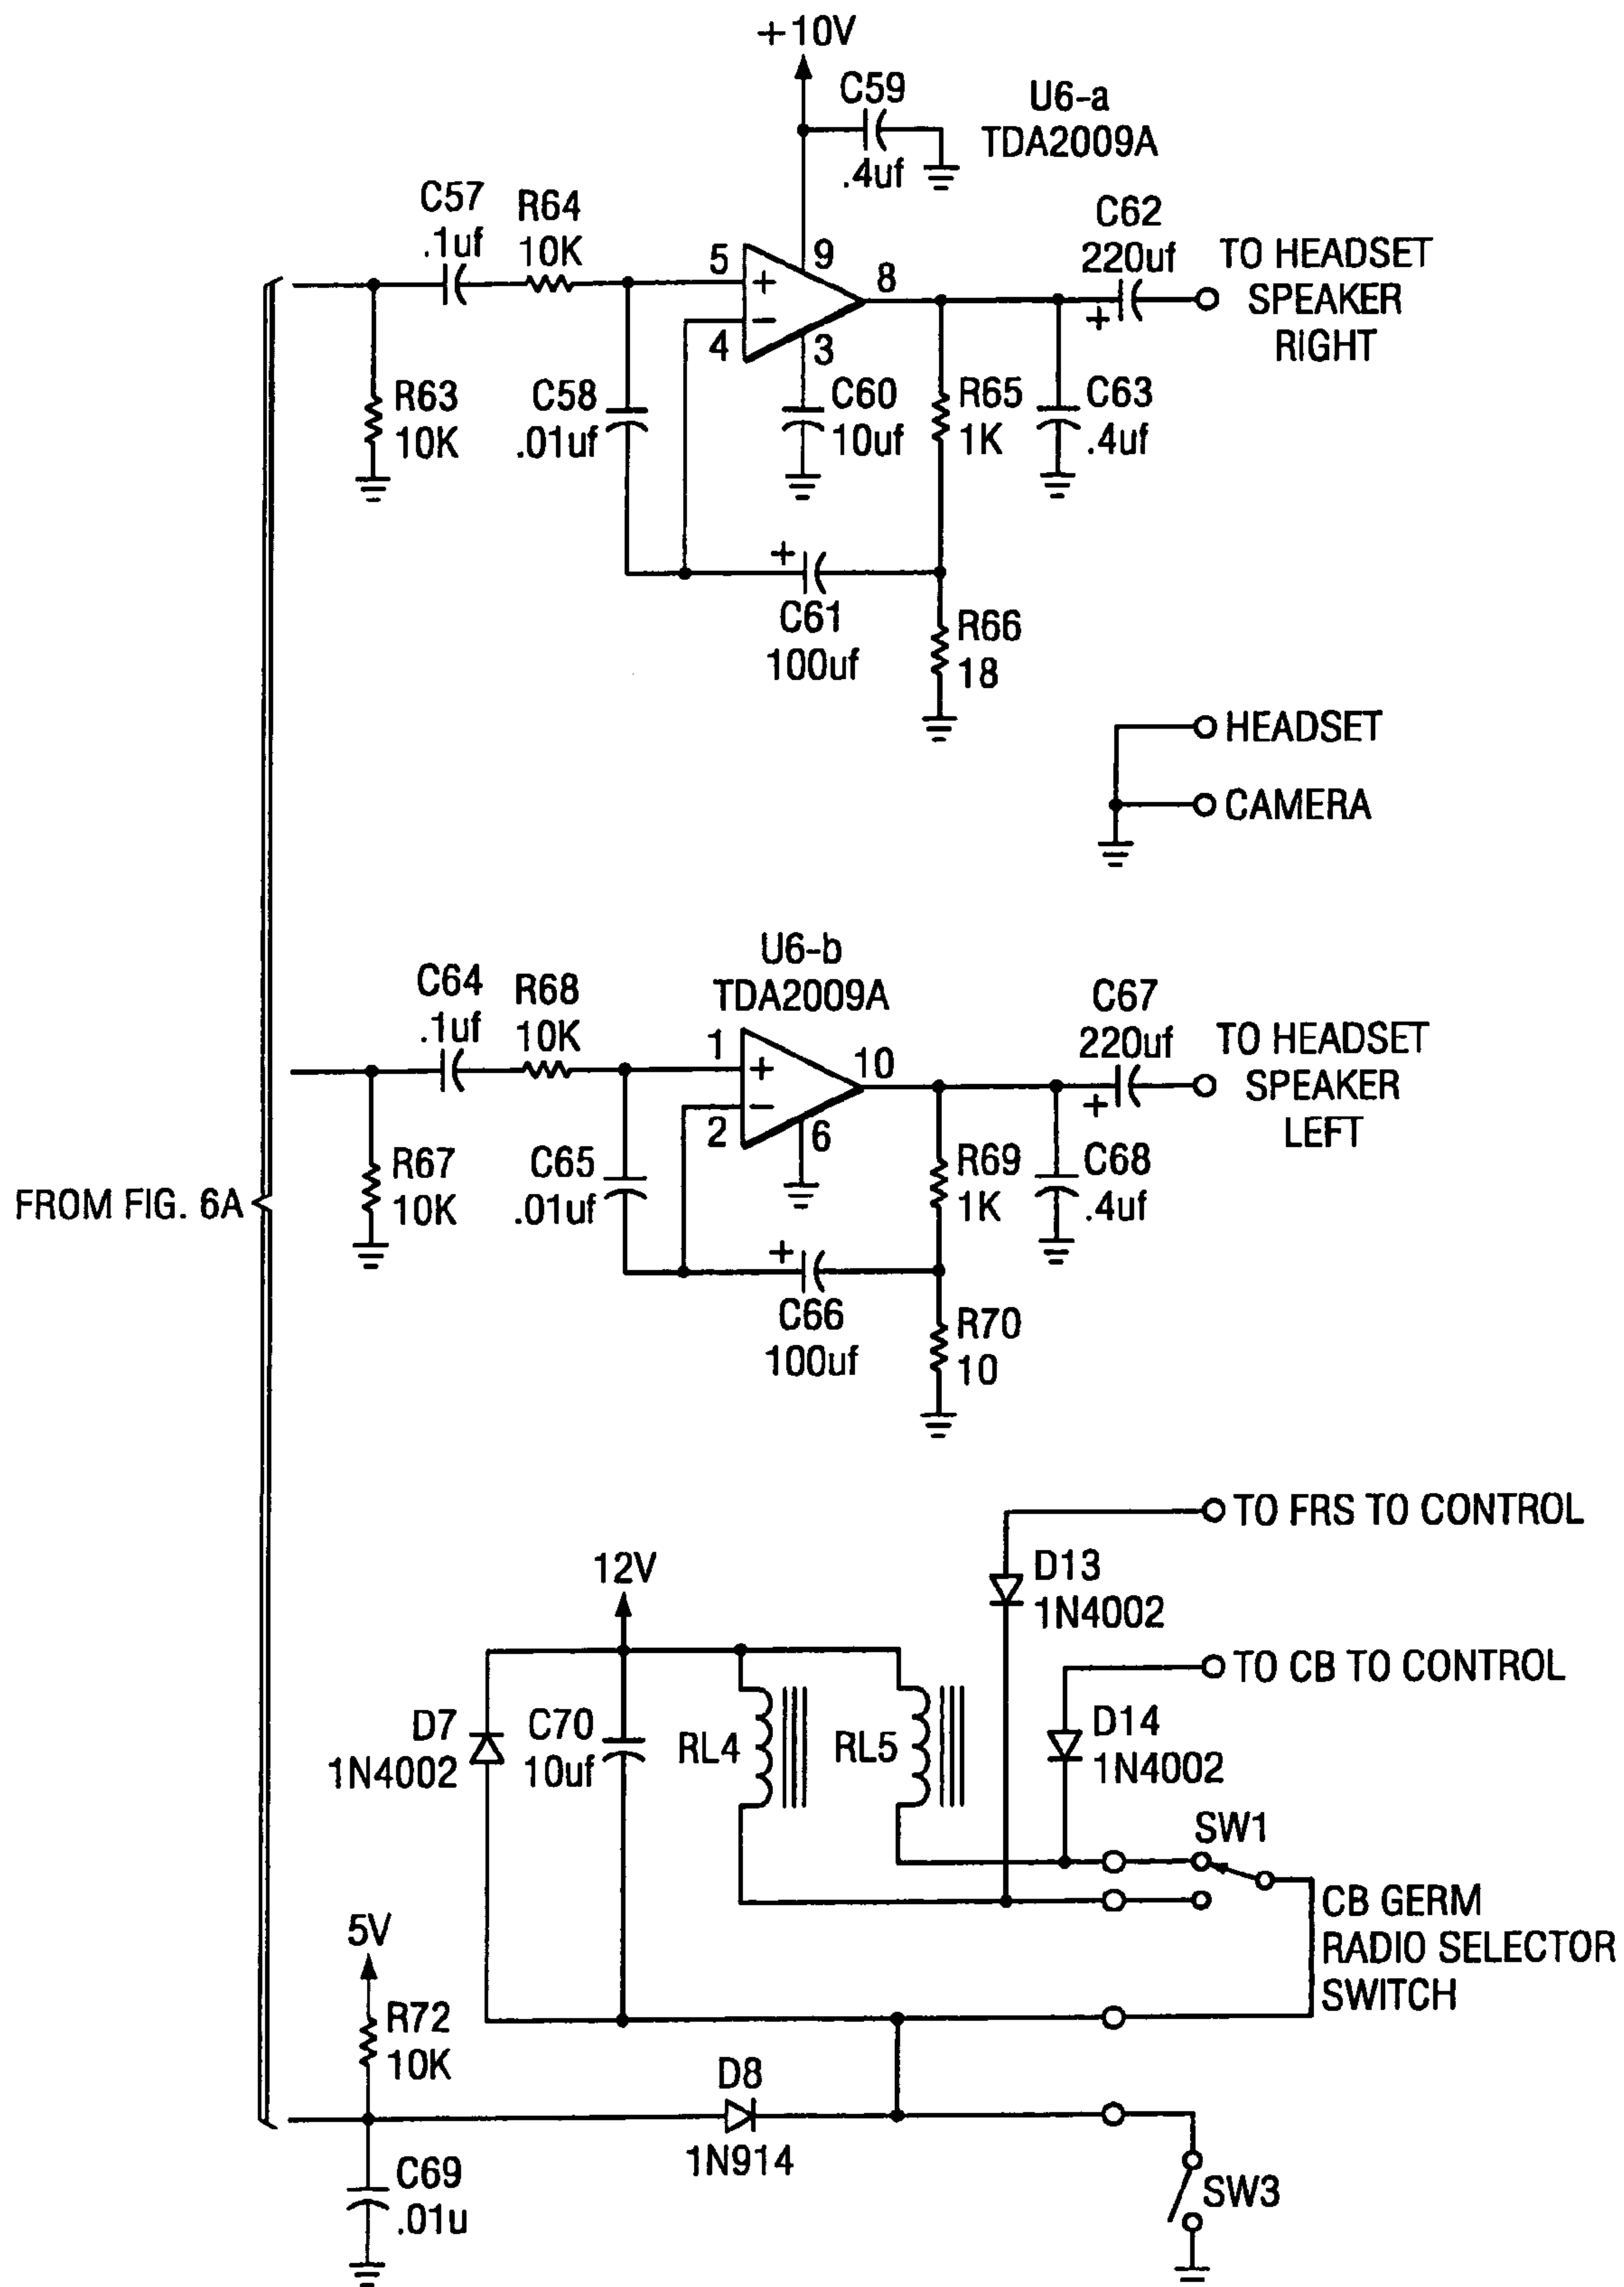 +10V
C59
.4uf
U6-a
TDA2009A
C57
.1uf
R64
10K
C62
220uf
TO HEADSET
SPEAKER
RIGHT
5
+
9
8
4
−
3
+
R63
10K
C58
.01uf
C60
10uf
R65
1K
C63
.4uf
+
C61
100uf
R66
18
HEADSET
CAMERA
U6-b
TDA2009A
C64
.1uf
R68
10K
C67
220uf
TO HEADSET
SPEAKER
LEFT
1
+
10
2
−
6
+
FROM FIG. 6A
R67
10K
C65
.01uf
R69
1K
C68
.4uf
+
C66
100uf
R70
10
TO FRS TO CONTROL
12V
D13
1N4002
TO CB TO CONTROL
D7
1N4002
C70
10uf
RL4
RL5
D14
1N4002
SW1
CB GERM
RADIO SELECTOR
SWITCH
5V
R72
10K
D8
1N914
C69
.01u
SW3